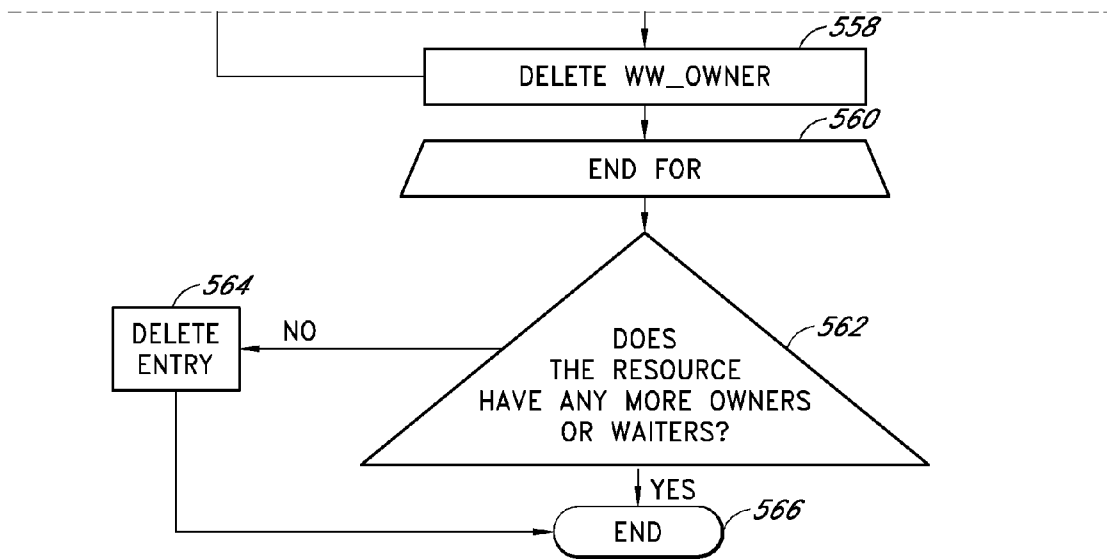 558
DELETE WW_OWNER
560
END FOR
564
DELETE
ENTRY
NO
562
DOES
THE RESOURCE
HAVE ANY MORE OWNERS
OR WAITERS?
YES
END
566